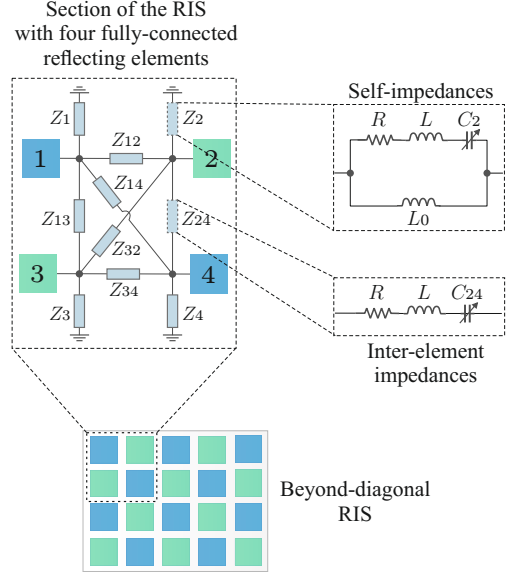 Section of the RIS
with four fully-connected
reflecting elements
Z1 Z2
Z12
1 2
Z14
Z13 Z24
Z32
3 4
Z34
Z3 Z4
Self-impedances
R L C2
L0
R L C24
Inter-element
impedances
Beyond-diagonal
RIS